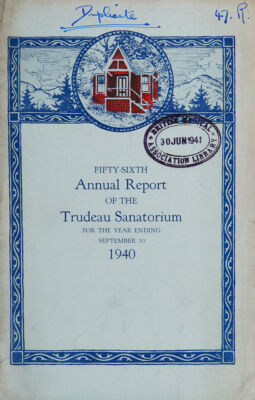 Duplicate
47. R.
BRITISH MEDICAL
30 JUN 1941
ASSOCIATION LIBRARY
FIFTY-SIXTH
Annual Report
OF THE
Trudeau Sanatorium
FOR THE YEAR ENDING
SEPTEMBER 30
1940